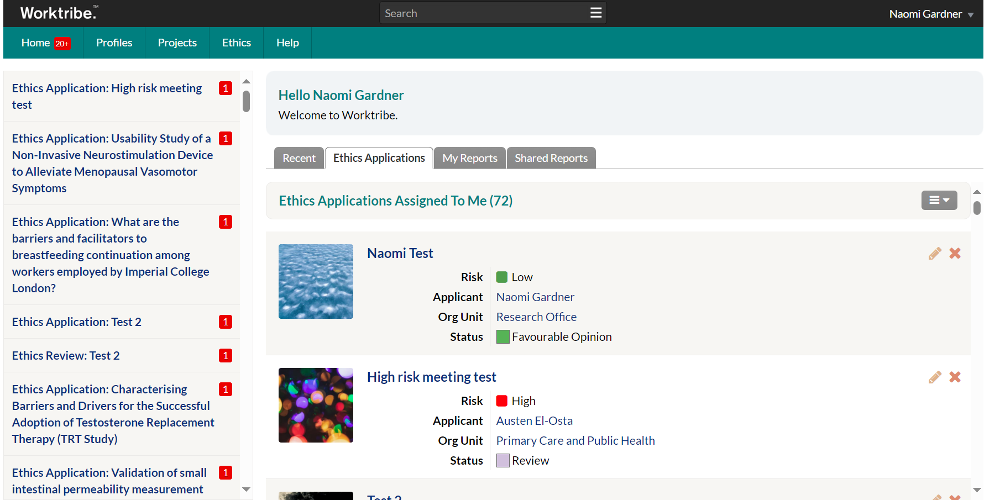 Worktribe.™
Search
Naomi Gardner
Home 20+
Profiles
Projects
Ethics
Help
Ethics Application: High risk meeting 1
test
Ethics Application: Usability Study of a 1
Non-Invasive Neurostimulation Device
to Alleviate Menopausal Vasomotor
Symptoms
Ethics Application: What are the 1
barriers and facilitators to
breastfeeding continuation among
workers employed by Imperial College
London?
Ethics Application: Test 2 1
Ethics Review: Test 2 1
Ethics Application: Characterising 1
Barriers and Drivers for the Successful
Adoption of Testosterone Replacement
Therapy (TRT Study)
Ethics Application: Validation of small 1
intestinal permeability measurement
Hello Naomi Gardner
Welcome to Worktribe.
Recent
Ethics Applications
My Reports
Shared Reports
Ethics Applications Assigned To Me (72)
Naomi Test
Risk Low
Applicant Naomi Gardner
Org Unit Research Office
Status Favourable Opinion
High risk meeting test
Risk High
Applicant Austen El-Osta
Org Unit Primary Care and Public Health
Status Review
Test 2